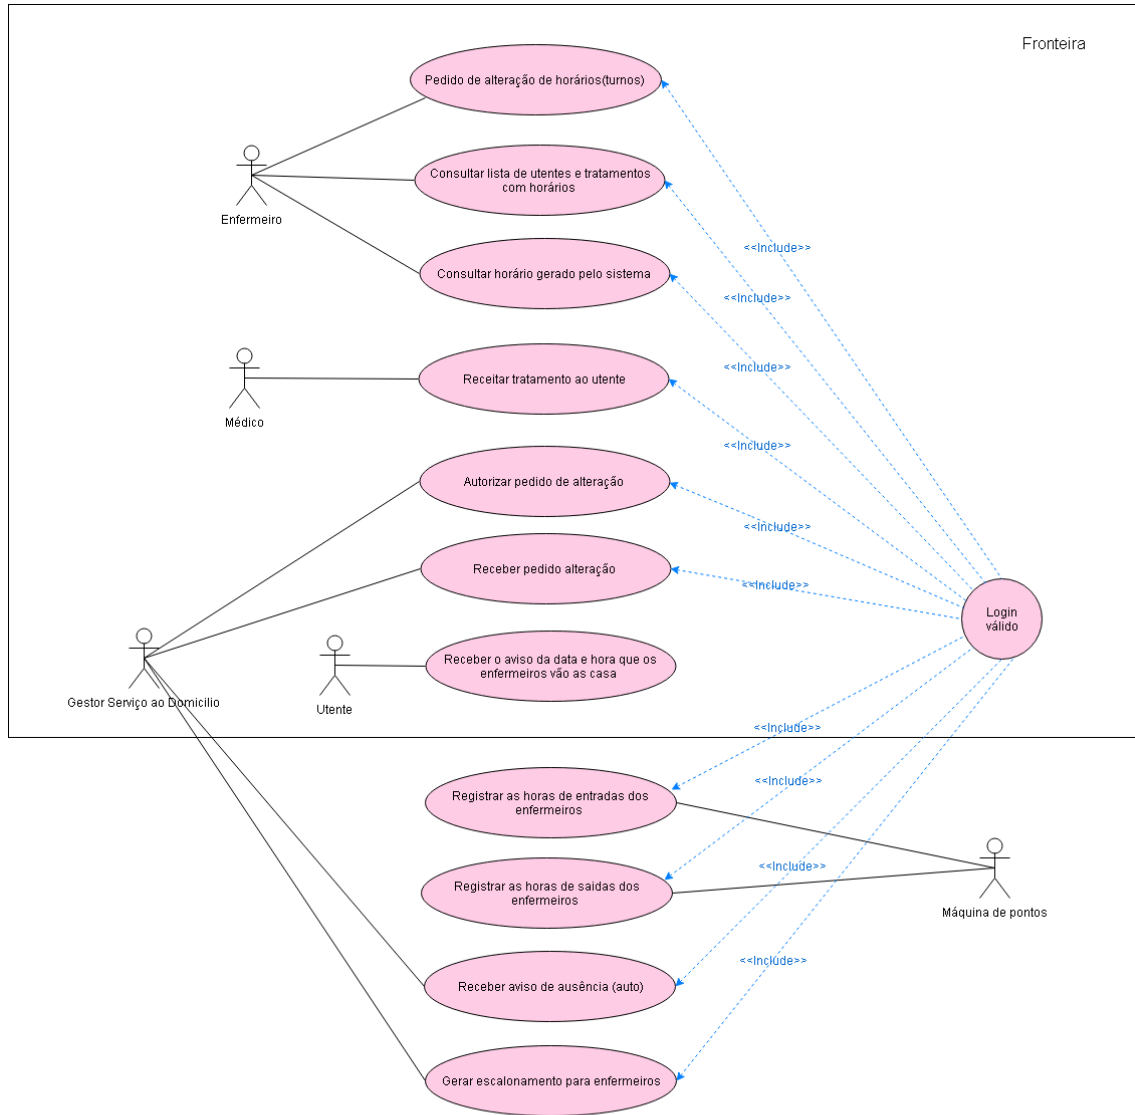 Fronteira
Pedido de alteração de horários(turnos)
Enfermeiro
Consultar lista de utentes e tratamentos
com horários
<<Include>>
Consultar horário gerado pelo sistema
<<Include>>
<<Include>>
Médico
Receitar tratamento ao utente
<<Include>>
Autorizar pedido de alteração
<<Include>>
Receber pedido alteração
<<Include>>
Login
válido
Gestor Serviço ao Domicilio
Utente
Receber o aviso da data e hora que os
enfermeiros vão as casa
<<Include>>
Registrar as horas de entradas dos
enfermeiros
<<Include>>
Registrar as horas de saidas dos
enfermeiros
<<Include>>
Máquina de pontos
<<Include>>
Receber aviso de ausência (auto)
Gerar escalonamento para enfermeiros